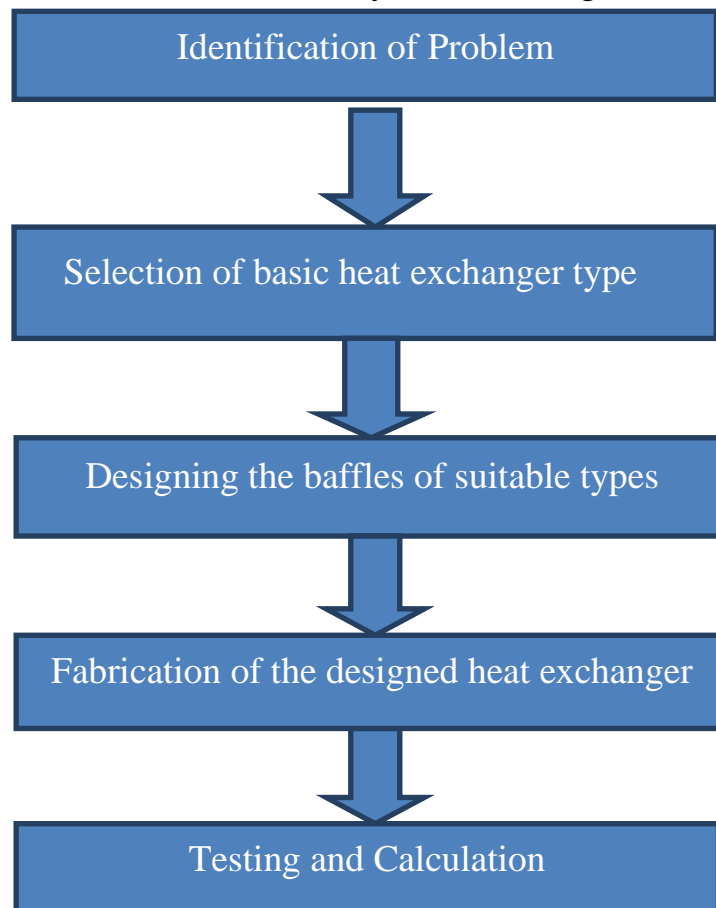 Identification of Problem
Selection of basic heat exchanger type
Designing the baffles of suitable types
Fabrication of the designed heat exchanger
Testing and Calculation